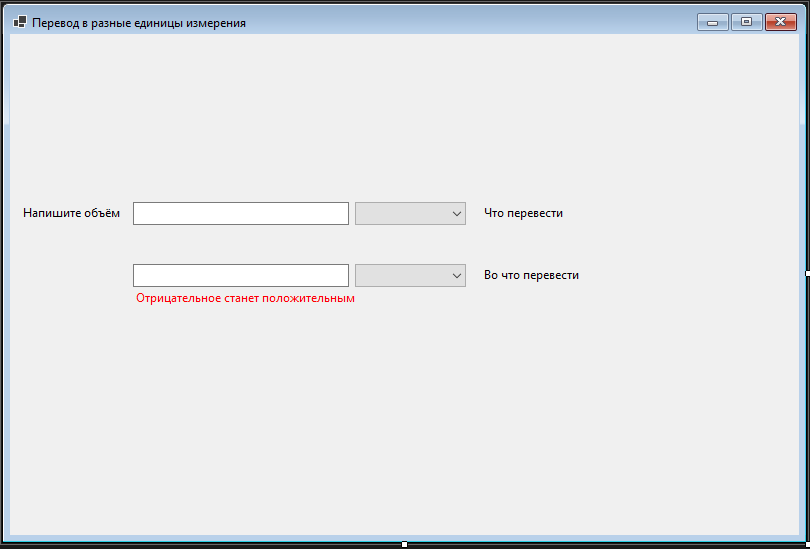 Перевод в разные единицы измерения
Напишите объём
Что перевести
Во что перевести
Отрицательное станет положительным